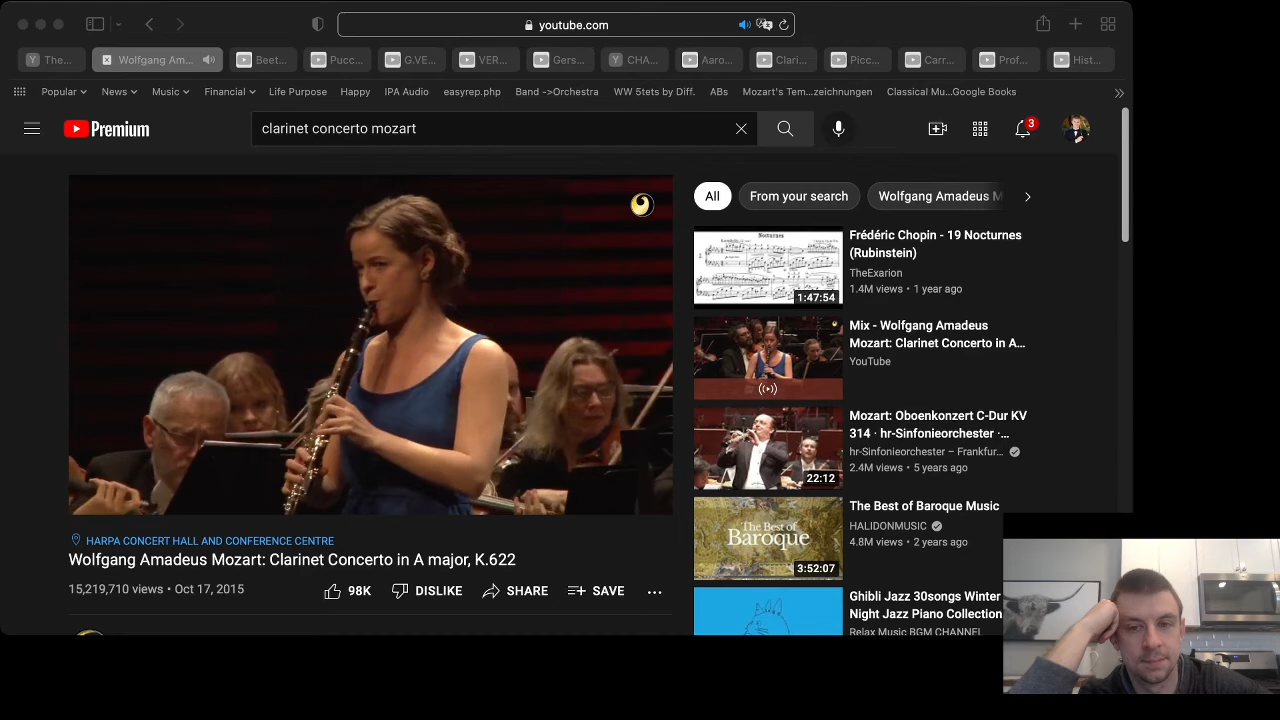 youtube.com
The...
Wolfgang Am...
Beet...
Pucc...
G.VE...
VER...
Gers...
CHA...
Aaro...
Clari...
Picc...
Carr...
Prof...
Hist...
Popular
News
Music
Financial
Life Purpose
Happy
IPA Audio
easyrep.php
Band ->Orchestra
WW 5tets by Diff.
ABs
Mozart's Tem...zeichnungen
Classical Mu...Google Books
Premium
clarinet concerto mozart
3
All
From your search
Wolfgang Amadeus M
Nocturnes
1:47:54
Frédéric Chopin - 19 Nocturnes
(Rubinstein)
TheExarion
1.4M views • 1 year ago
Mix - Wolfgang Amadeus
Mozart: Clarinet Concerto in A...
YouTube
22:12
Mozart: Oboenkonzert C-Dur KV
314 · hr-Sinfonieorchester ·...
hr-Sinfonieorchester – Frankfur...
2.4M views • 5 years ago
The Best of
Baroque
3:52:07
The Best of Baroque Music
HALIDONMUSIC
4.8M views • 2 years ago
Ghibli Jazz 30songs Winter
Night Jazz Piano Collection
Relax Music BGM CHANNEL
HARPA CONCERT HALL AND CONFERENCE CENTRE
Wolfgang Amadeus Mozart: Clarinet Concerto in A major, K.622
15,219,710 views • Oct 17, 2015
98K
DISLIKE
SHARE
SAVE